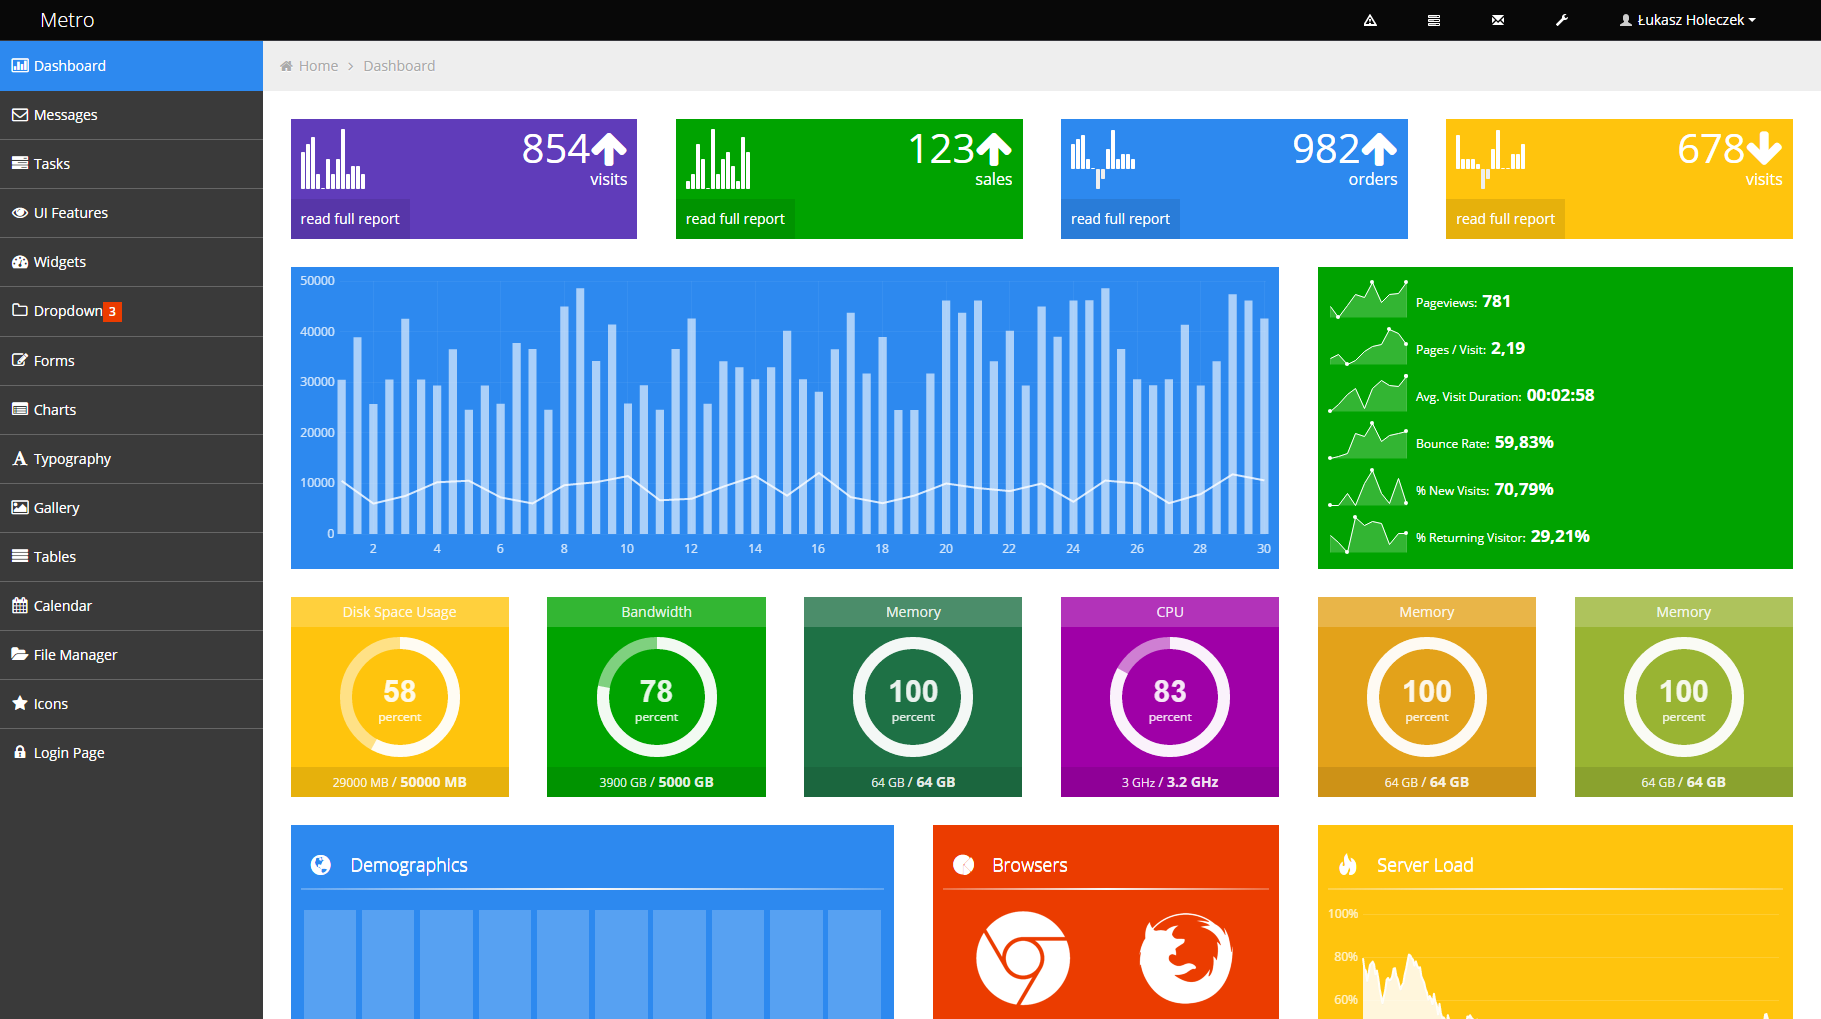 Metro
Łukasz Holeczek
Dashboard
Messages
Tasks
UI Features
Widgets
Dropdown 3
Forms
Charts
Typography
Gallery
Tables
Calendar
File Manager
Icons
Login Page
Home > Dashboard
854
visits
read full report
123
sales
read full report
982
orders
read full report
678
visits
read full report
50000
40000
30000
20000
10000
0
2 4 6 8 10 12 14 16 18 20 22 24 26 28 30
Pageviews: 781
Pages / Visit: 2,19
Avg. Visit Duration: 00:02:58
Bounce Rate: 59,83%
% New Visits: 70,79%
% Returning Visitor: 29,21%
Disk Space Usage
58
percent
29000 MB / 50000 MB
Bandwidth
78
percent
3900 GB / 5000 GB
Memory
100
percent
64 GB / 64 GB
CPU
83
percent
3 GHz / 3.2 GHz
Memory
100
percent
64 GB / 64 GB
Memory
100
percent
64 GB / 64 GB
Demographics
Browsers
Server Load
100%
80%
60%